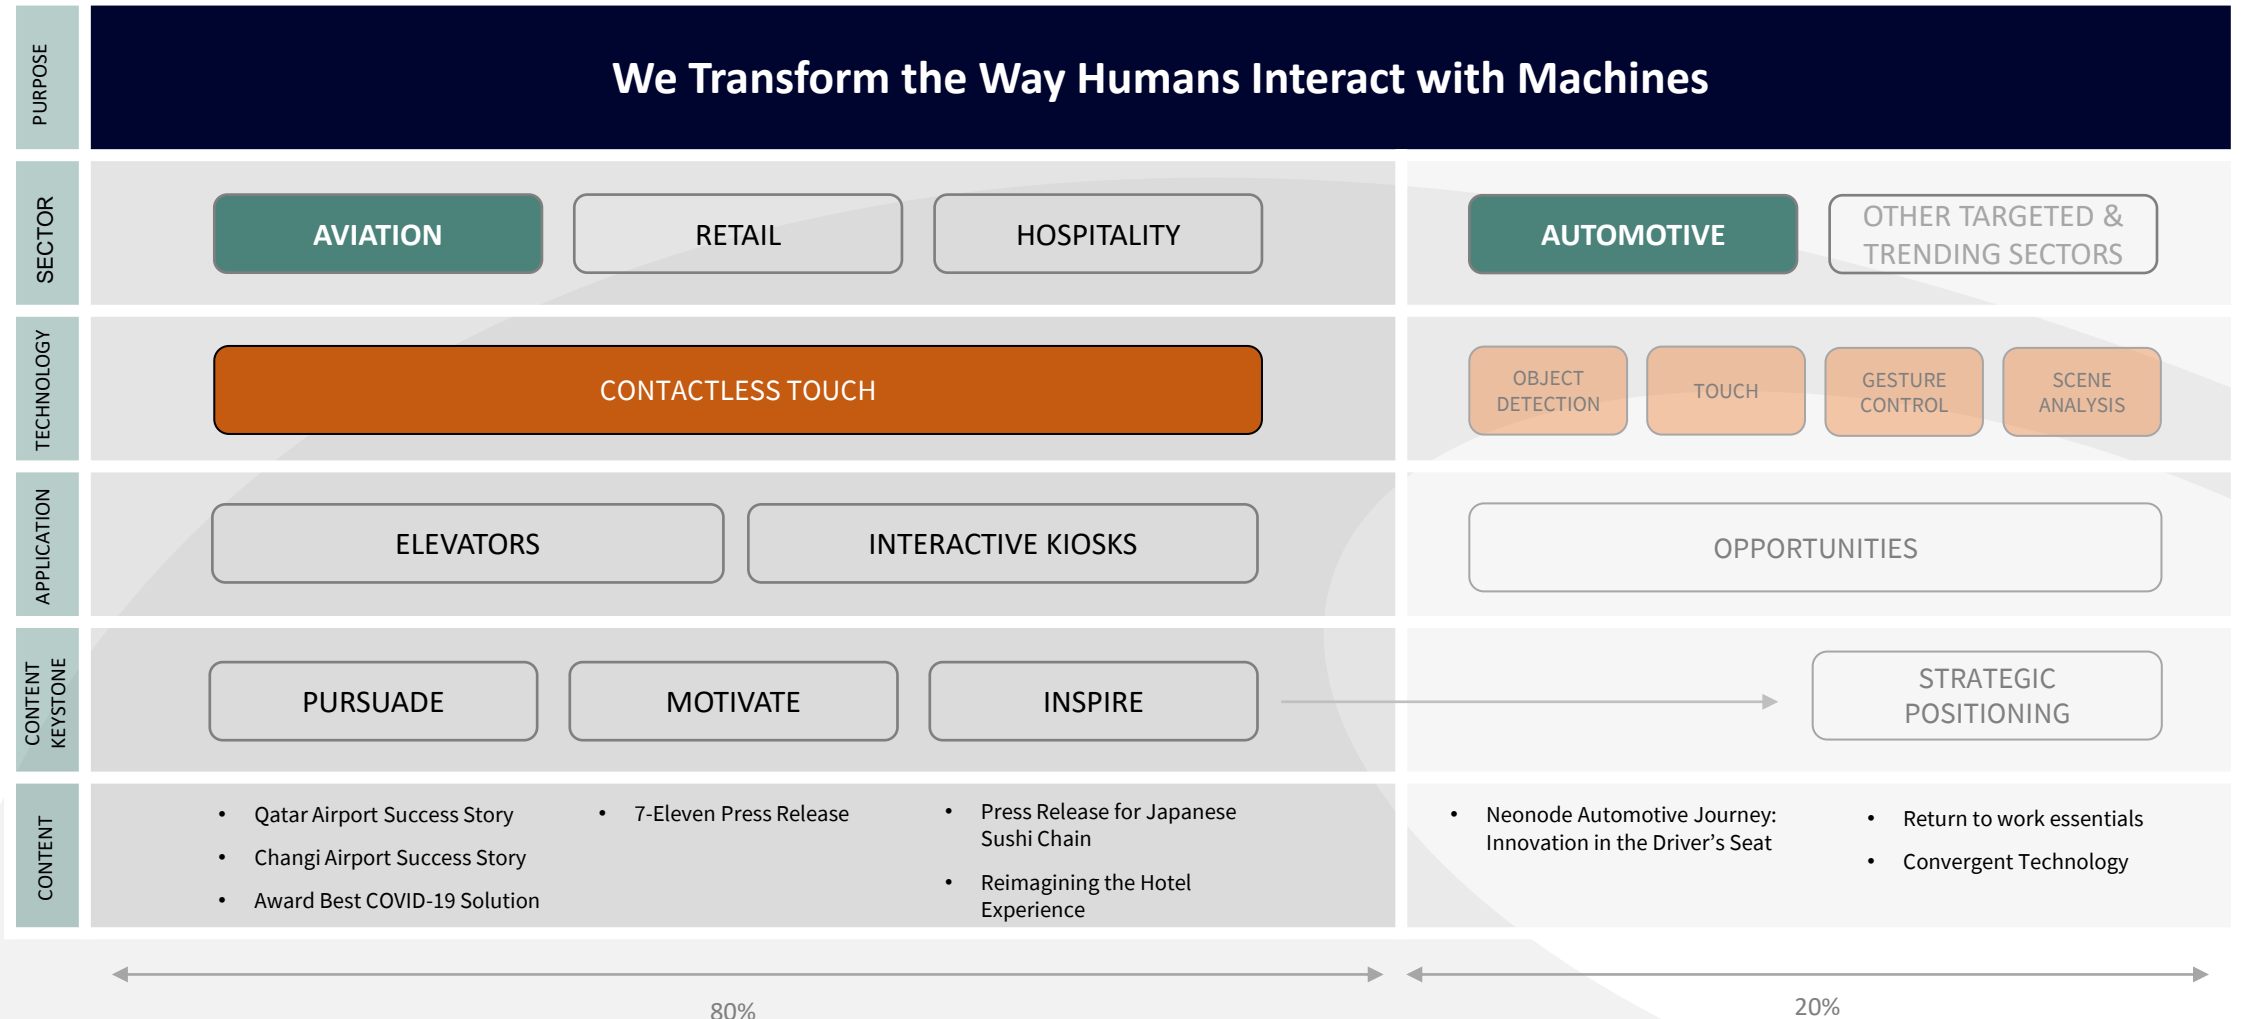 PURPOSE
We Transform the Way Humans Interact with Machines
SECTOR
AVIATION
RETAIL
HOSPITALITY
AUTOMOTIVE
OTHER TARGETED &
TRENDING SECTORS
TECHNOLOGY
CONTACTLESS TOUCH
OBJECT
DETECTION
TOUCH
GESTURE
CONTROL
SCENE
ANALYSIS
APPLICATION
ELEVATORS
INTERACTIVE KIOSKS
OPPORTUNITIES
CONTENT
KEYSTONE
PURSUADE
MOTIVATE
INSPIRE
STRATEGIC
POSITIONING
CONTENT
• Qatar Airport Success Story
• Changi Airport Success Story
• Award Best COVID-19 Solution
• 7-Eleven Press Release
• Press Release for Japanese
Sushi Chain
• Reimagining the Hotel
Experience
• Neonode Automotive Journey:
Innovation in the Driver’s Seat
• Return to work essentials
• Convergent Technology
80%
20%